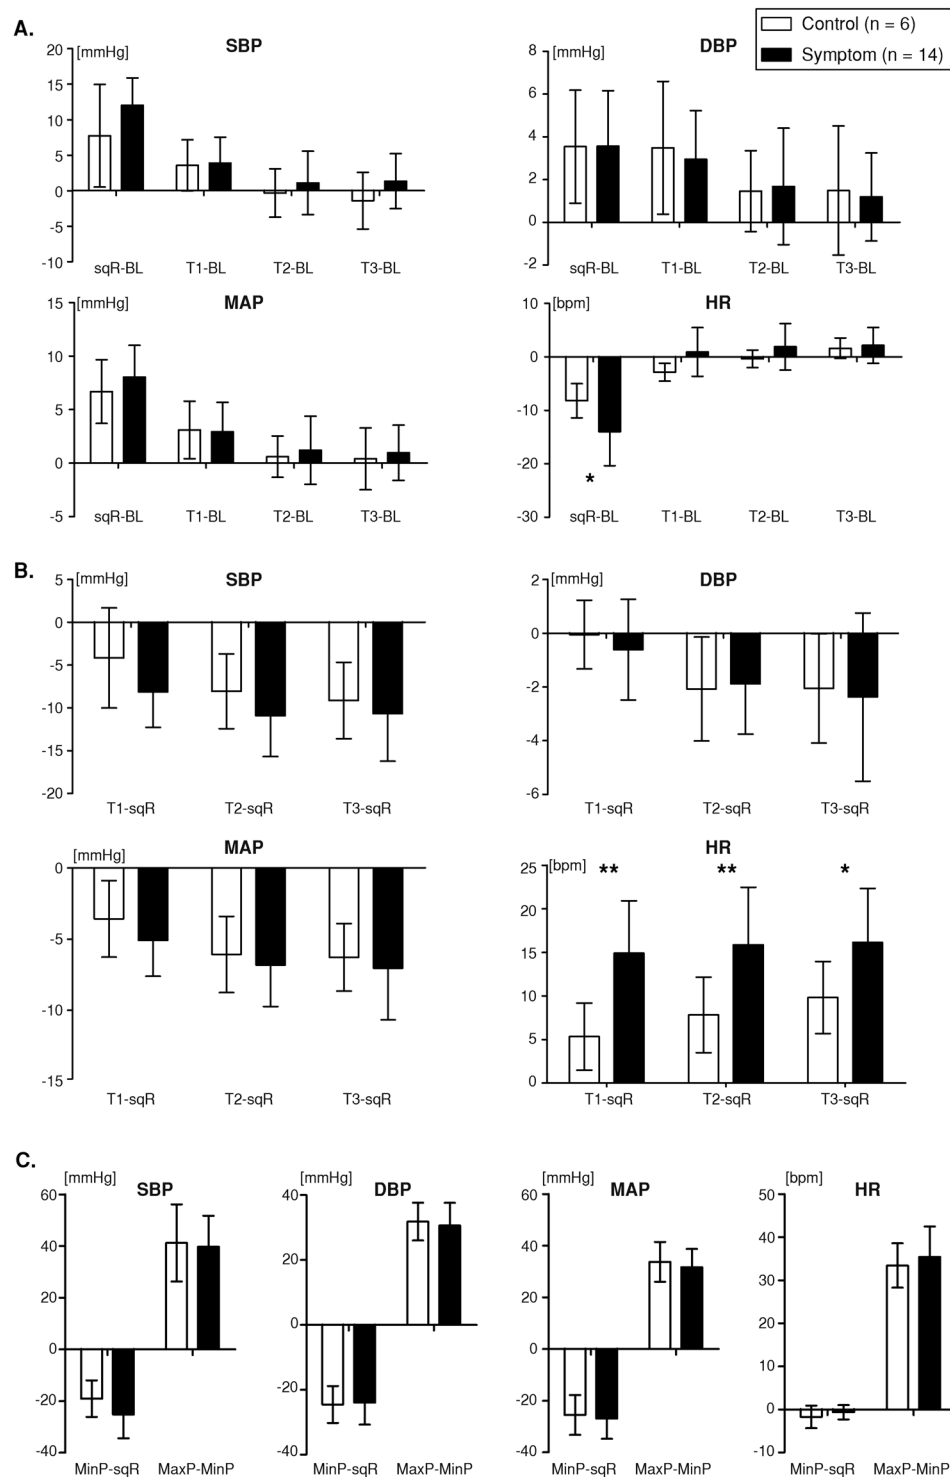 A.
Control (n = 6)
Symptom (n = 14)
SBP
[mmHg]
20
15
10
5
0
-5
-10
sqR-BL T1-BL T2-BL T3-BL
DBP
[mmHg]
8
6
4
2
0
-2
sqR-BL T1-BL T2-BL T3-BL
MAP
[mmHg]
15
10
5
0
-5
sqR-BL T1-BL T2-BL T3-BL
HR
[bpm]
10
0
-10
-20
-30
*
sqR-BL T1-BL T2-BL T3-BL
B.
SBP
[mmHg]
5
0
-5
-10
-15
-20
T1-sqR T2-sqR T3-sqR
DBP
[mmHg]
2
0
-2
-4
-6
T1-sqR T2-sqR T3-sqR
MAP
[mmHg]
0
-5
-10
-15
T1-sqR T2-sqR T3-sqR
HR
[bpm]
25
20
15
10
5
0
** ** *
T1-sqR T2-sqR T3-sqR
C.
[mmHg]
SBP
60
40
20
0
-20
-40
MinP-sqR MaxP-MinP
[mmHg]
DBP
40
20
0
-20
-40
MinP-sqR MaxP-MinP
[mmHg]
MAP
60
40
20
0
-20
-40
MinP-sqR MaxP-MinP
[bpm]
HR
50
40
30
20
10
0
-10
MinP-sqR MaxP-MinP